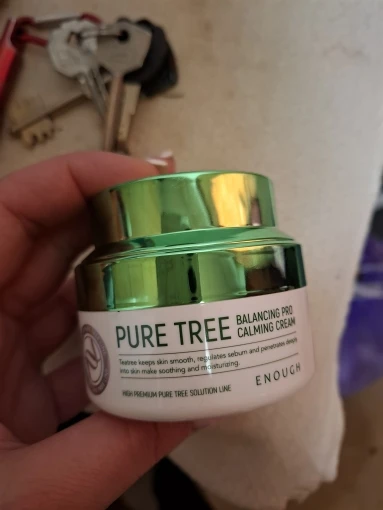 PURE TREE BALANCING PRO
CALMING CREAM
Teatree keeps skin smooth, regulates sebum and penetrates deeply
into skin make soothing and moisturizing.
HIGH PREMIUM PURE TREE SOLUTION LINE
ENOUGH